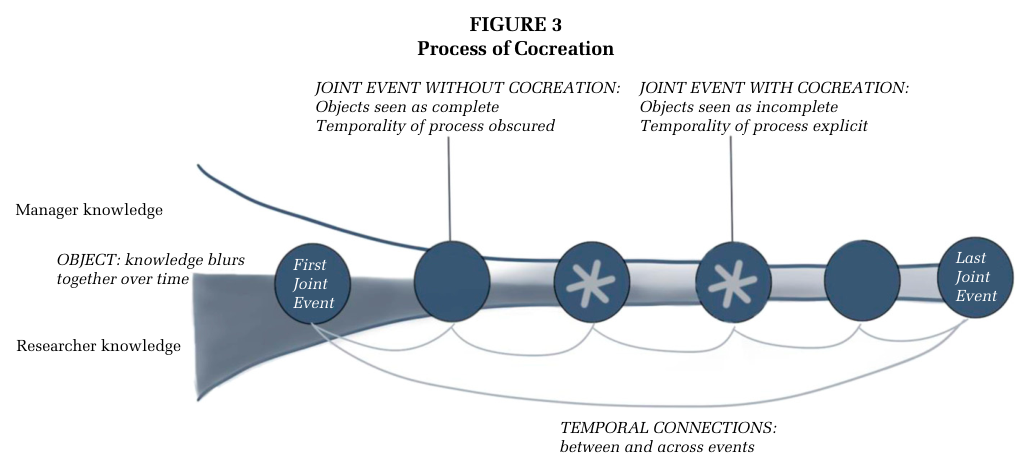 FIGURE 3
Process of Cocreation
JOINT EVENT WITHOUT COCREATION:
Objects seen as complete
Temporality of process obscured
JOINT EVENT WITH COCREATION:
Objects seen as incomplete
Temporality of process explicit
Manager knowledge
OBJECT: knowledge blurs
together over time
First
Joint
Event
Last
Joint
Event
Researcher knowledge
TEMPORAL CONNECTIONS:
between and across events